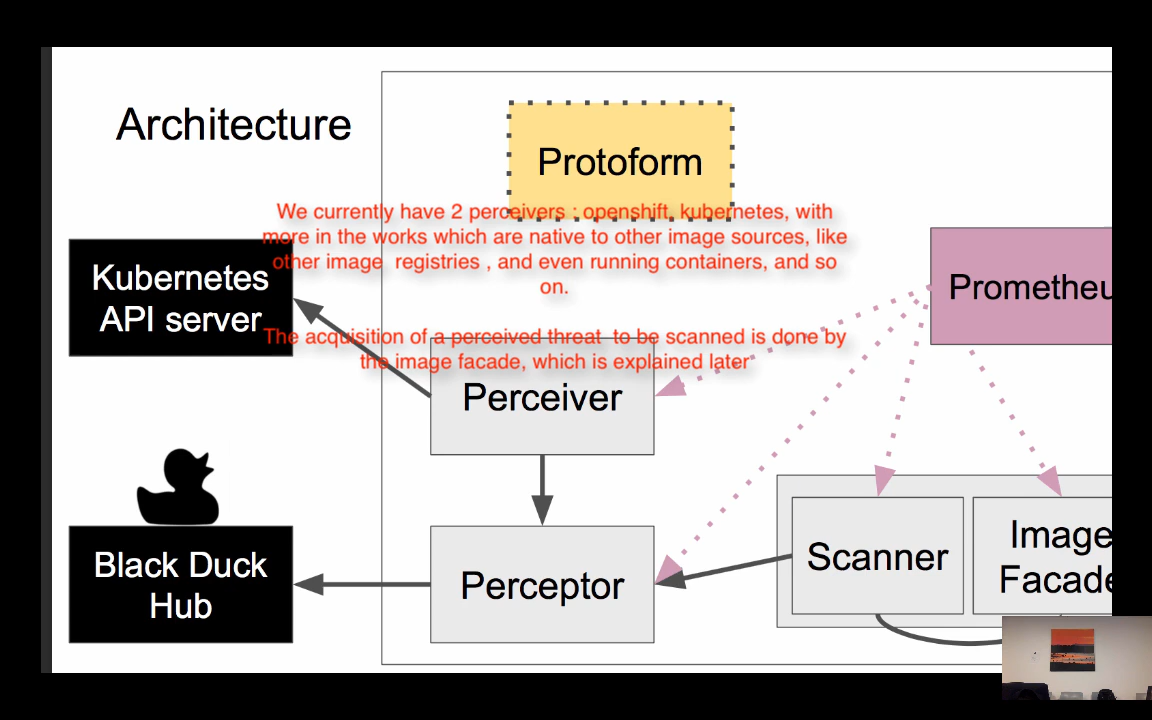 Architecture
Protoform
We currently have 2 perceivers : openshift, kubernetes, with
more in the works which are native to other image sources, like
other image registries , and even running containers, and so
on.
Kubernetes
API server
Prometheu
The acquisition of a perceived threat to be scanned is done by
the image facade, which is explained later
Perceiver
Black Duck
Hub
Perceptor
Scanner
Image
Facade